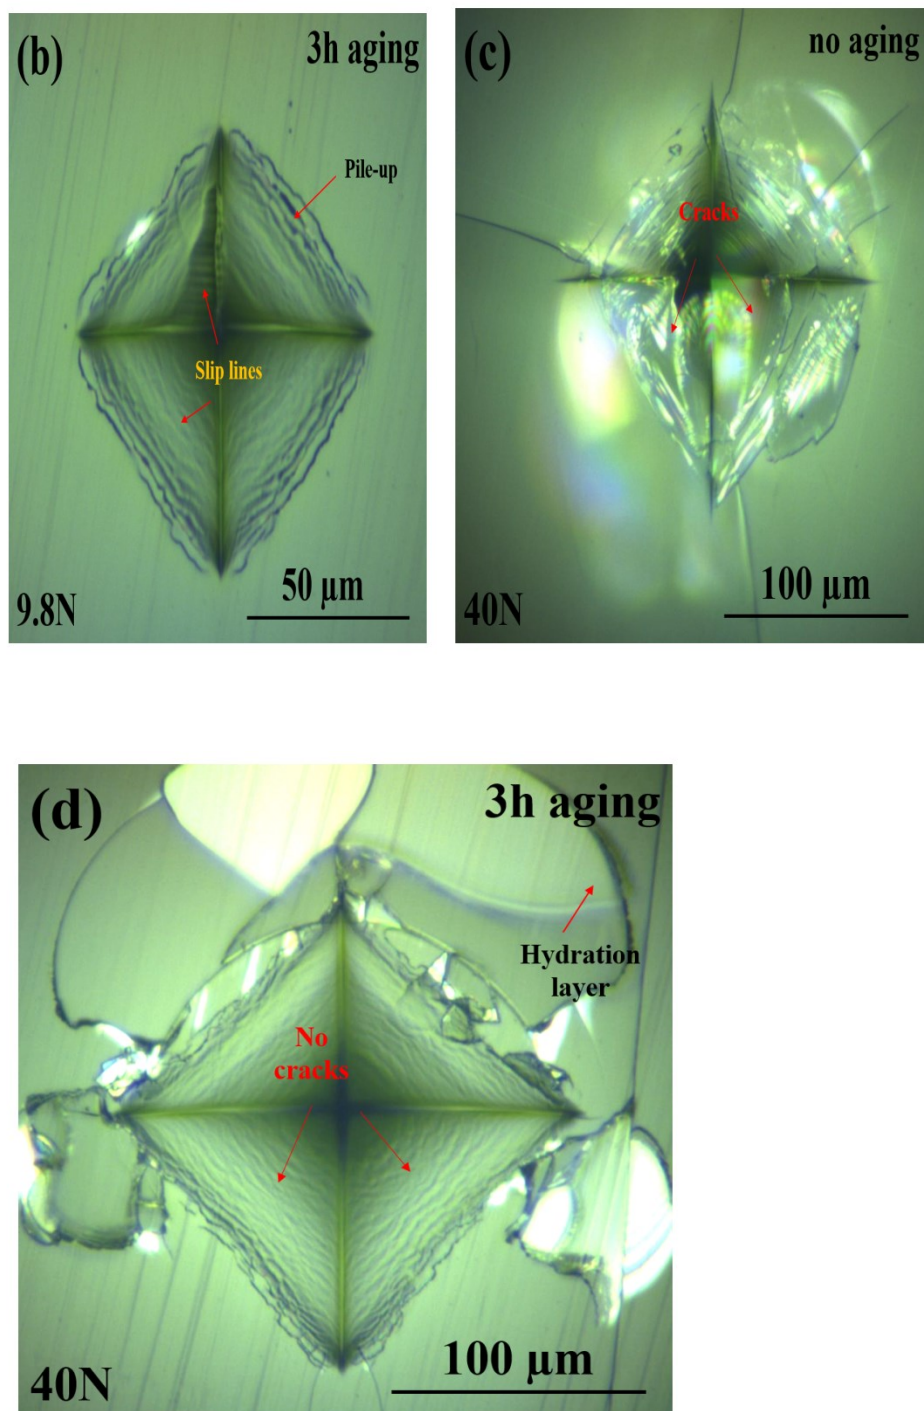 (b)
3h aging
Pile-up
Slip lines
50 μm
9.8N
(c)
no aging
Cracks
100 μm
40N
(d)
3h aging
Hydration
layer
No
cracks
100 μm
40N